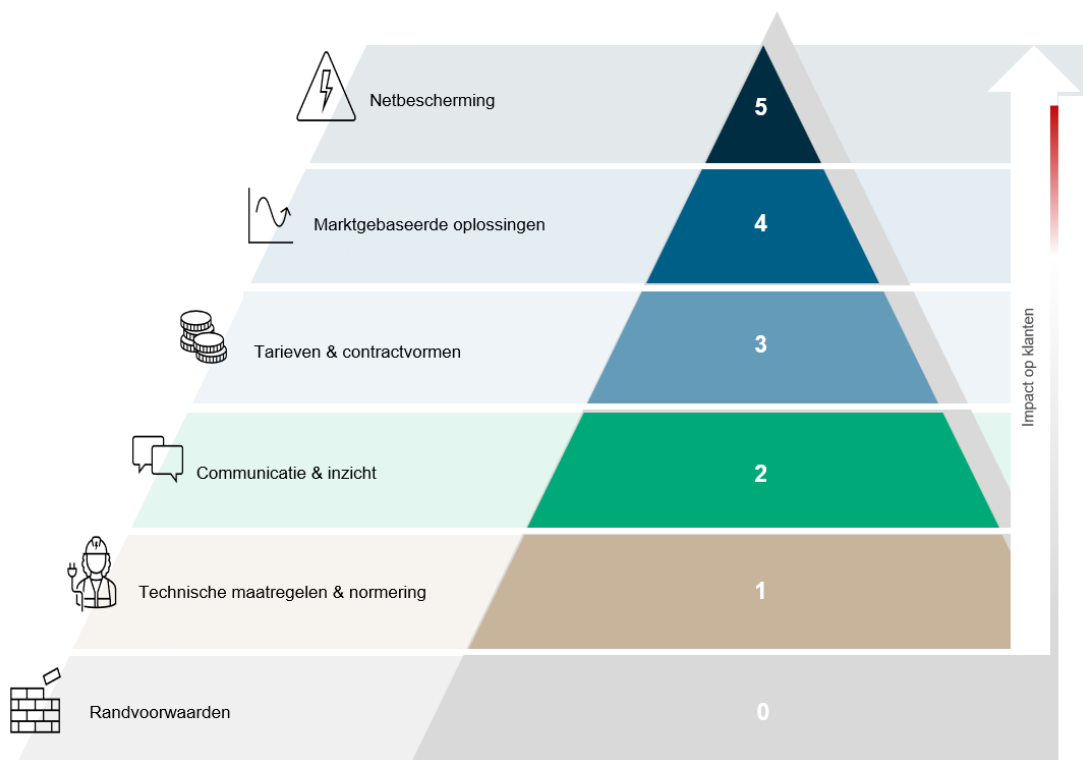 Netbescherming
5
Marktgebaseerde oplossingen
4
Tarieven & contractvormen
3
Communicatie & inzicht
2
Technische maatregelen & normering
1
Randvoorwaarden
0
Impact op klanten